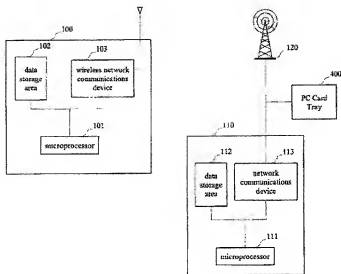 106
102
103
data
storage
area
wireless network
communications
device
101
microprocessor
120
400
PC Card
Tray
110
112
113
data
storage
area
network
communications
device
111
microprocessor